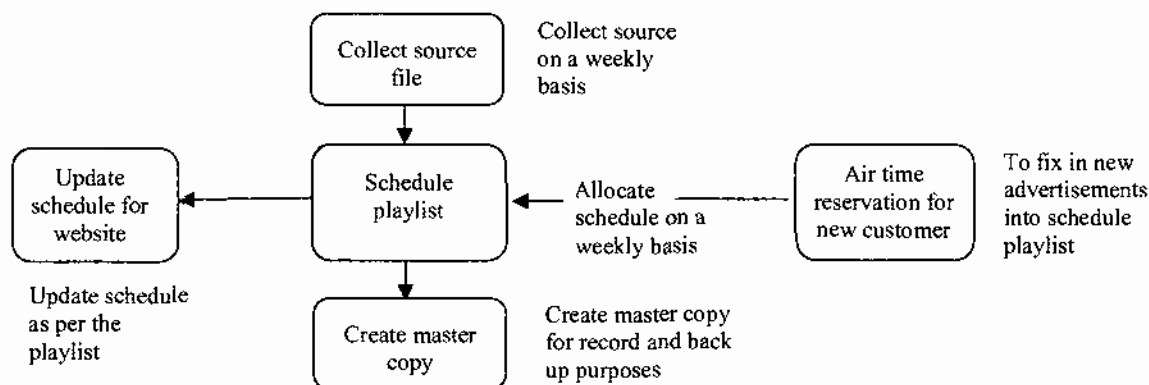 Collect source
file
Collect source
on a weekly
basis
Update
schedule for
website
Schedule
playlist
Allocate
schedule on a
weekly basis
Air time
reservation for
new customer
To fix in new
advertisements
into schedule
playlist
Update schedule
as per the
playlist
Create master
copy
Create master copy
for record and back
up purposes